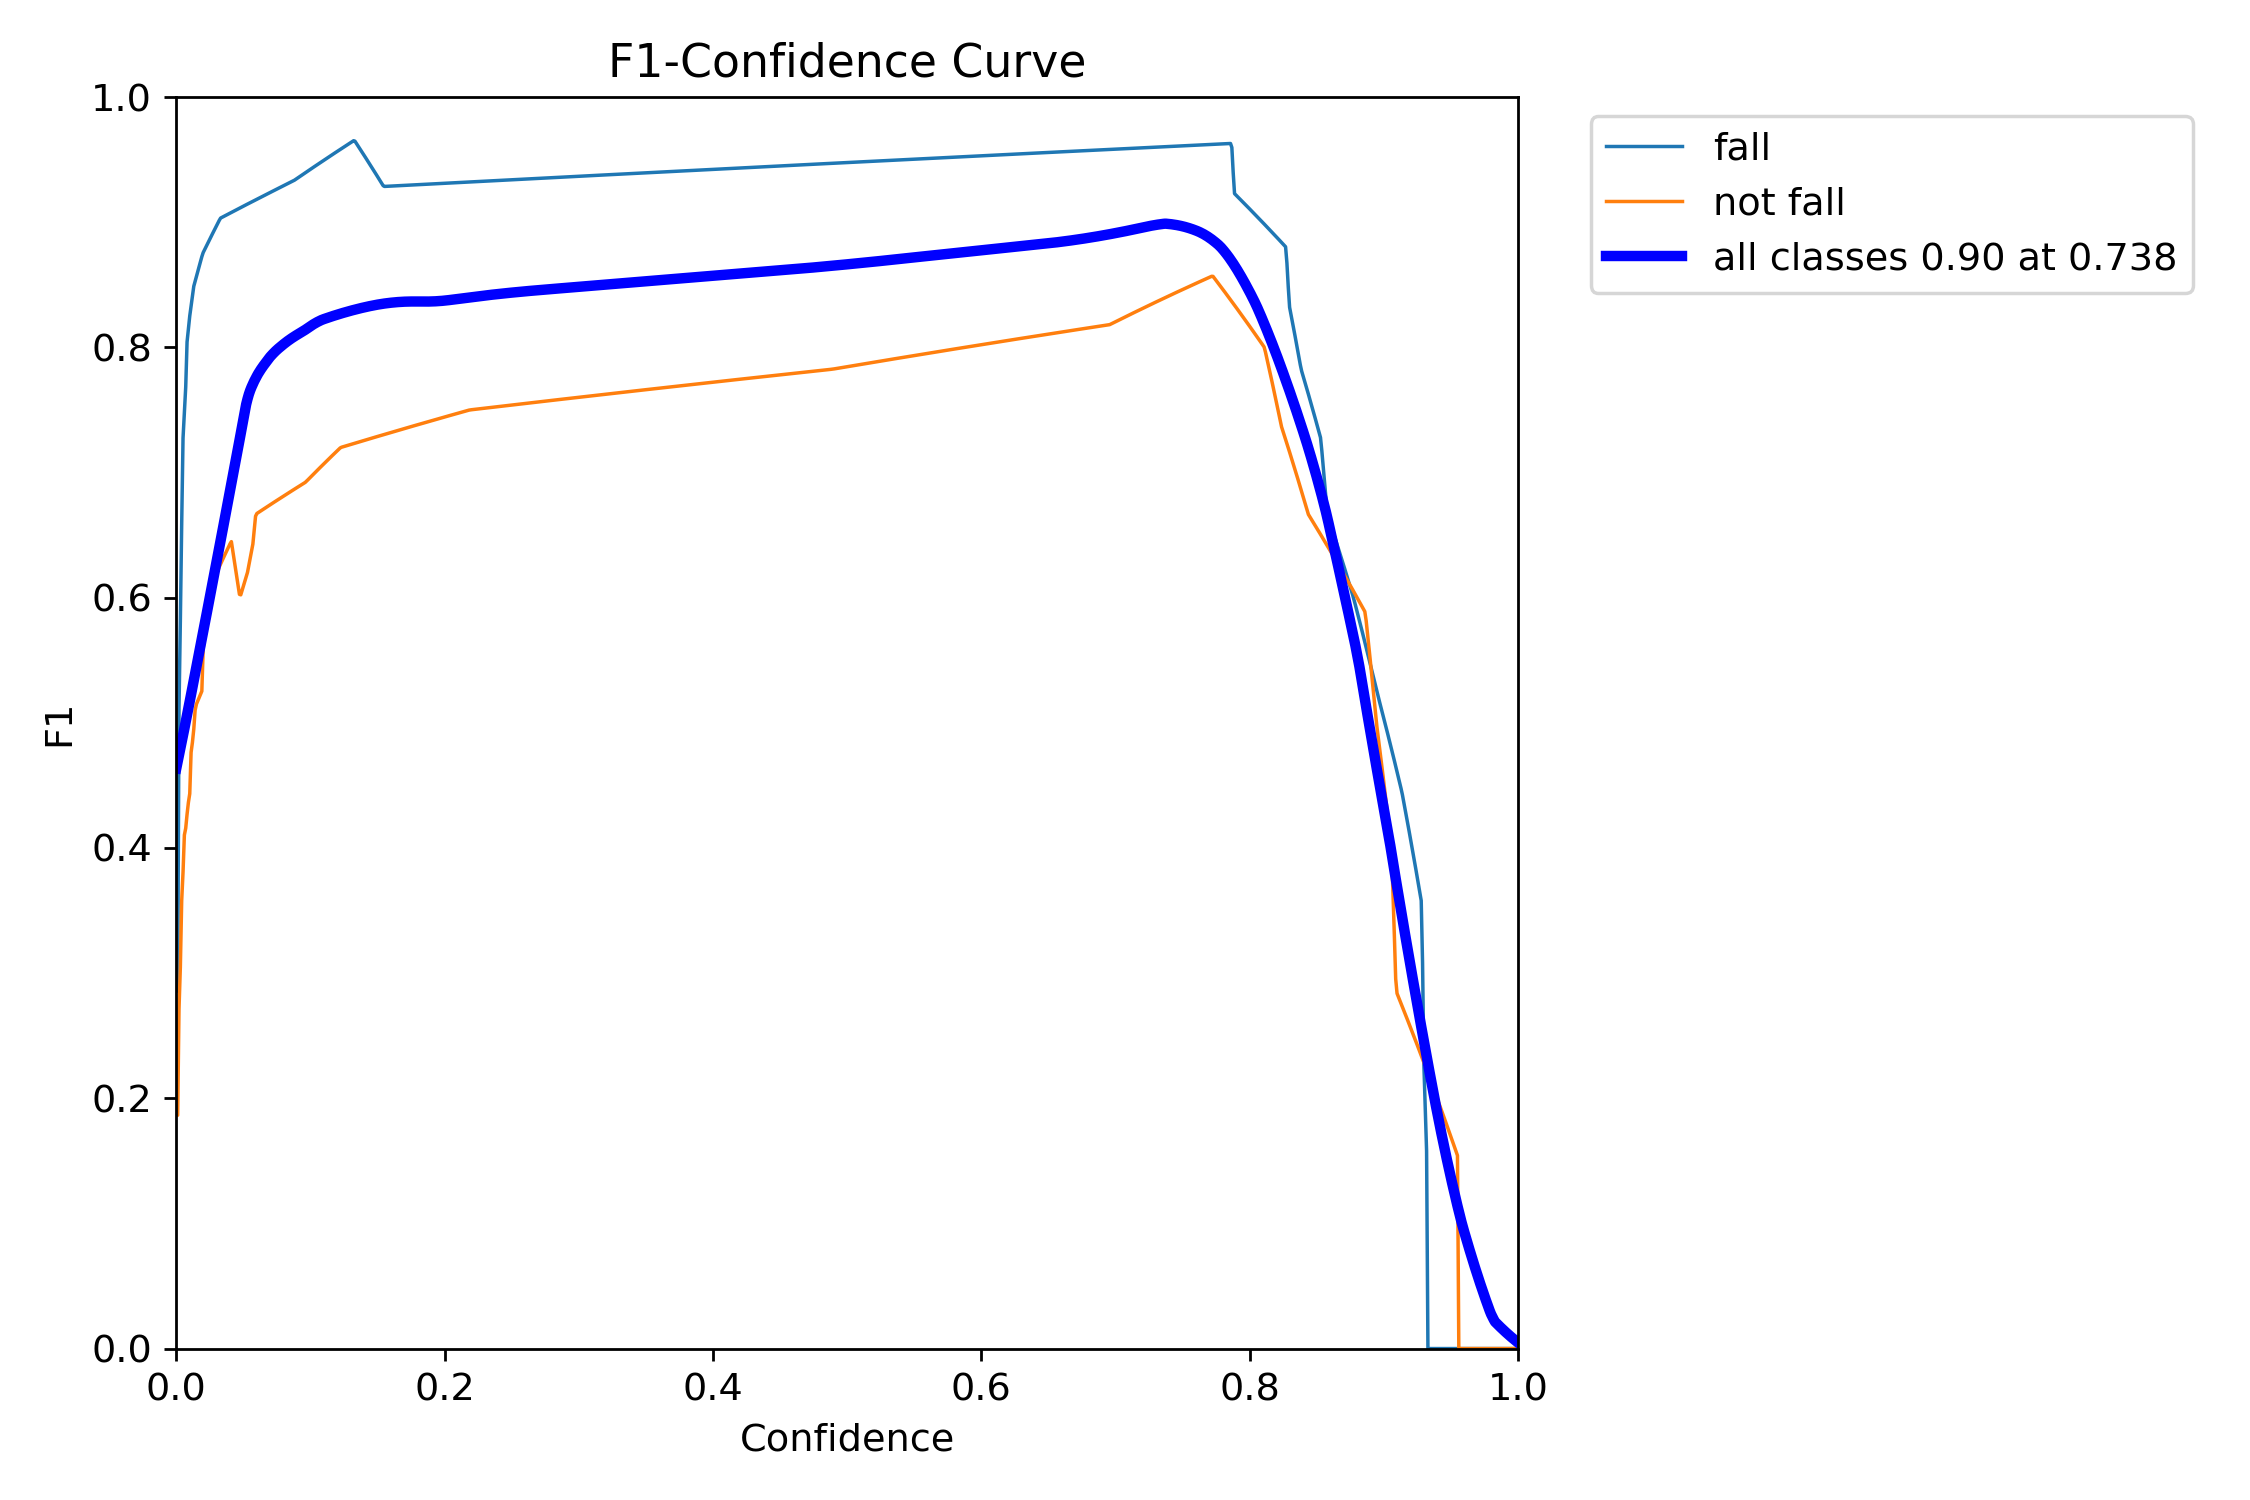 F1-Confidence Curve
1.0
0.8
0.6
0.4
0.2
0.0
F1
0.0 0.2 0.4 0.6 0.8 1.0
Confidence
fall
not fall
all classes 0.90 at 0.738